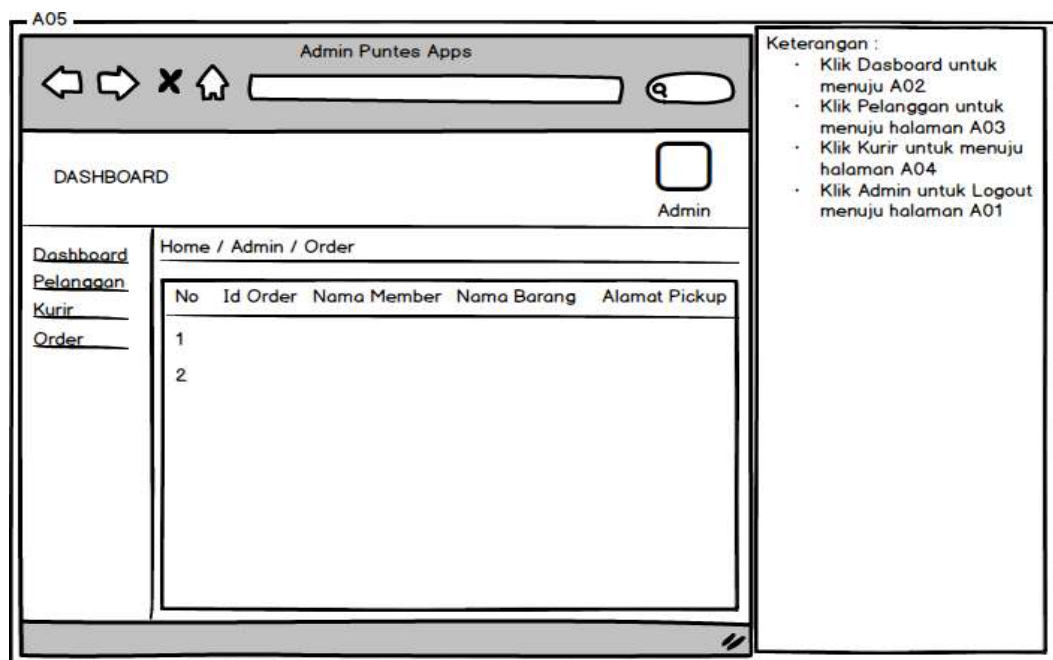 A05
Admin Puntes Apps
DASHBOARD
Admin
Dashboard
Pelanggan
Kurir
Order
Home / Admin / Order
No Id Order Nama Member Nama Barang Alamat Pickup
1
2
Keterangan :
· Klik Dasboard untuk
menuju A02
· Klik Pelanggan untuk
menuju halaman A03
· Klik Kurir untuk menuju
halaman A04
· Klik Admin untuk Logout
menuju halaman A01